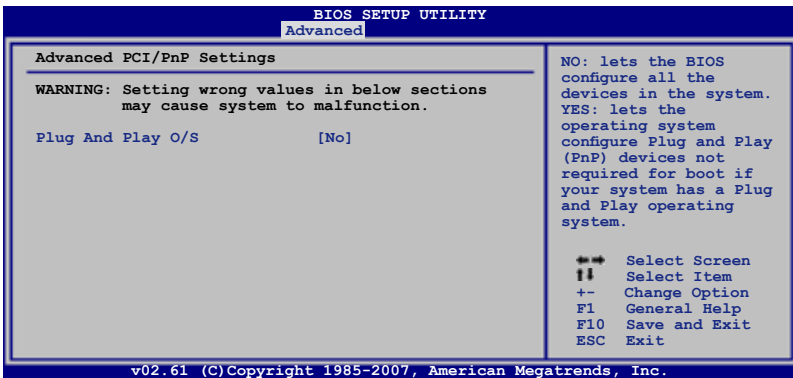 BIOS SETUP UTILITY
Advanced
Advanced PCI/PnP Settings
WARNING: Setting wrong values in below sections
may cause system to malfunction.
Plug And Play O/S [No]
NO: lets the BIOS
configure all the
devices in the system.
YES: lets the
operating system
configure Plug and Play
(PnP) devices not
required for boot if
your system has a Plug
and Play operating
system.
←→ Select Screen
↑↓ Select Item
+- Change Option
F1 General Help
F10 Save and Exit
ESC Exit
v02.61 (C)Copyright 1985-2007, American Megatrends, Inc.